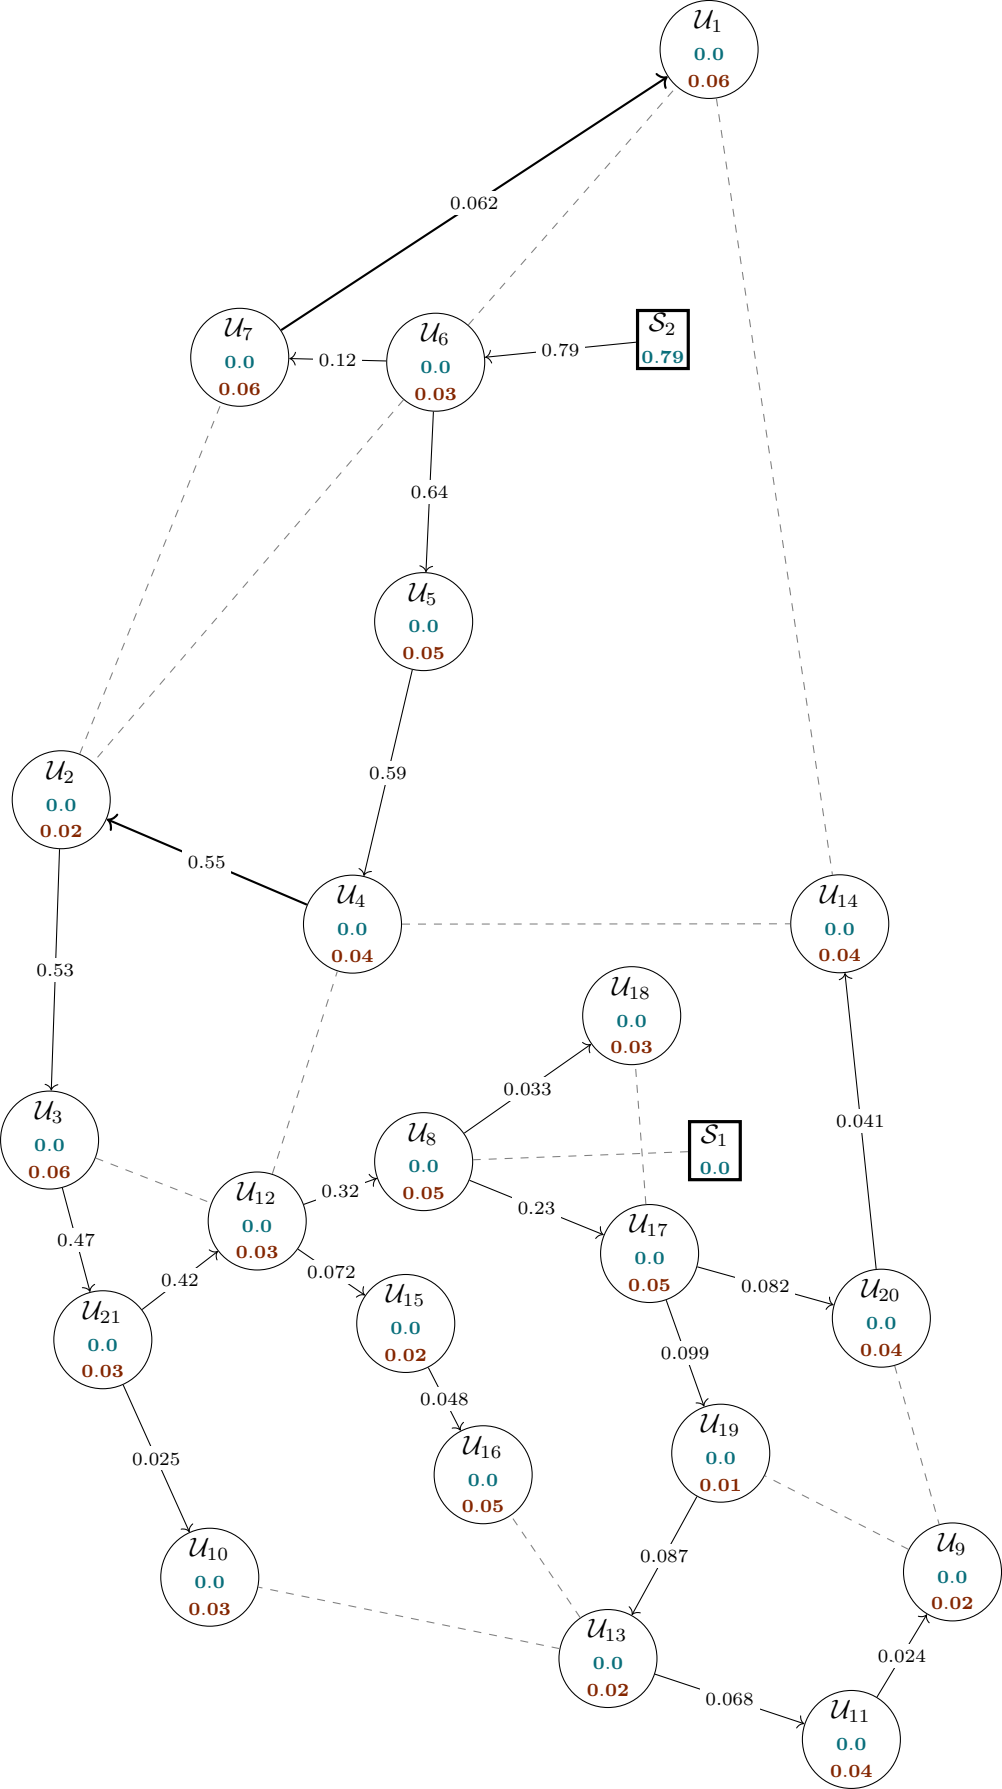 𝒰₁
0.0
0.06
0.062
𝒰₇
0.0
0.06
0.12
𝒰₆
0.0
0.03
0.79
𝒮₂
0.79
0.64
𝒰₅
0.0
0.05
0.59
𝒰₂
0.0
0.02
0.55
𝒰₄
0.0
0.04
𝒰₁₄
0.0
0.04
0.53
𝒰₁₈
0.0
0.03
0.033
0.041
𝒰₃
0.0
0.06
𝒰₈
0.0
0.05
𝒮₁
0.0
𝒰₁₂
0.0
0.03
0.32
0.23
𝒰₁₇
0.0
0.05
0.47
0.42
0.072
0.082
𝒰₂₁
0.0
0.03
𝒰₁₅
0.0
0.02
𝒰₂₀
0.0
0.04
0.099
0.048
0.025
𝒰₁₆
0.0
0.05
𝒰₁₉
0.0
0.01
0.087
𝒰₁₀
0.0
0.03
𝒰₉
0.0
0.02
𝒰₁₃
0.0
0.02
0.024
0.068
𝒰₁₁
0.0
0.04